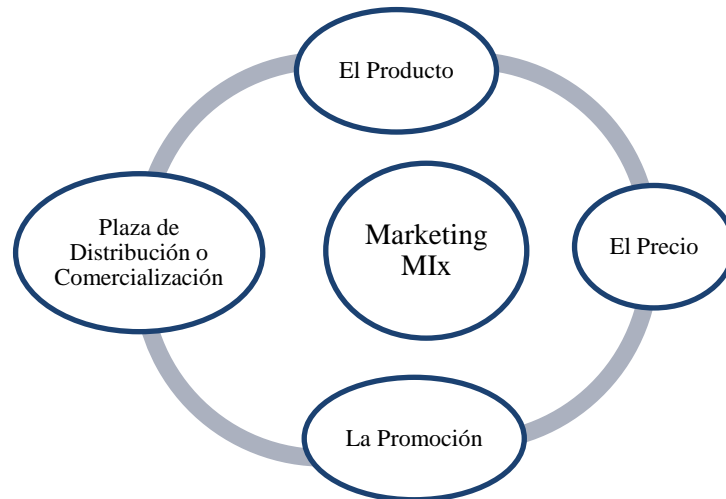 El Producto
Plaza de
Distribución o
Comercialización
Marketing
MIx
El Precio
La Promoción